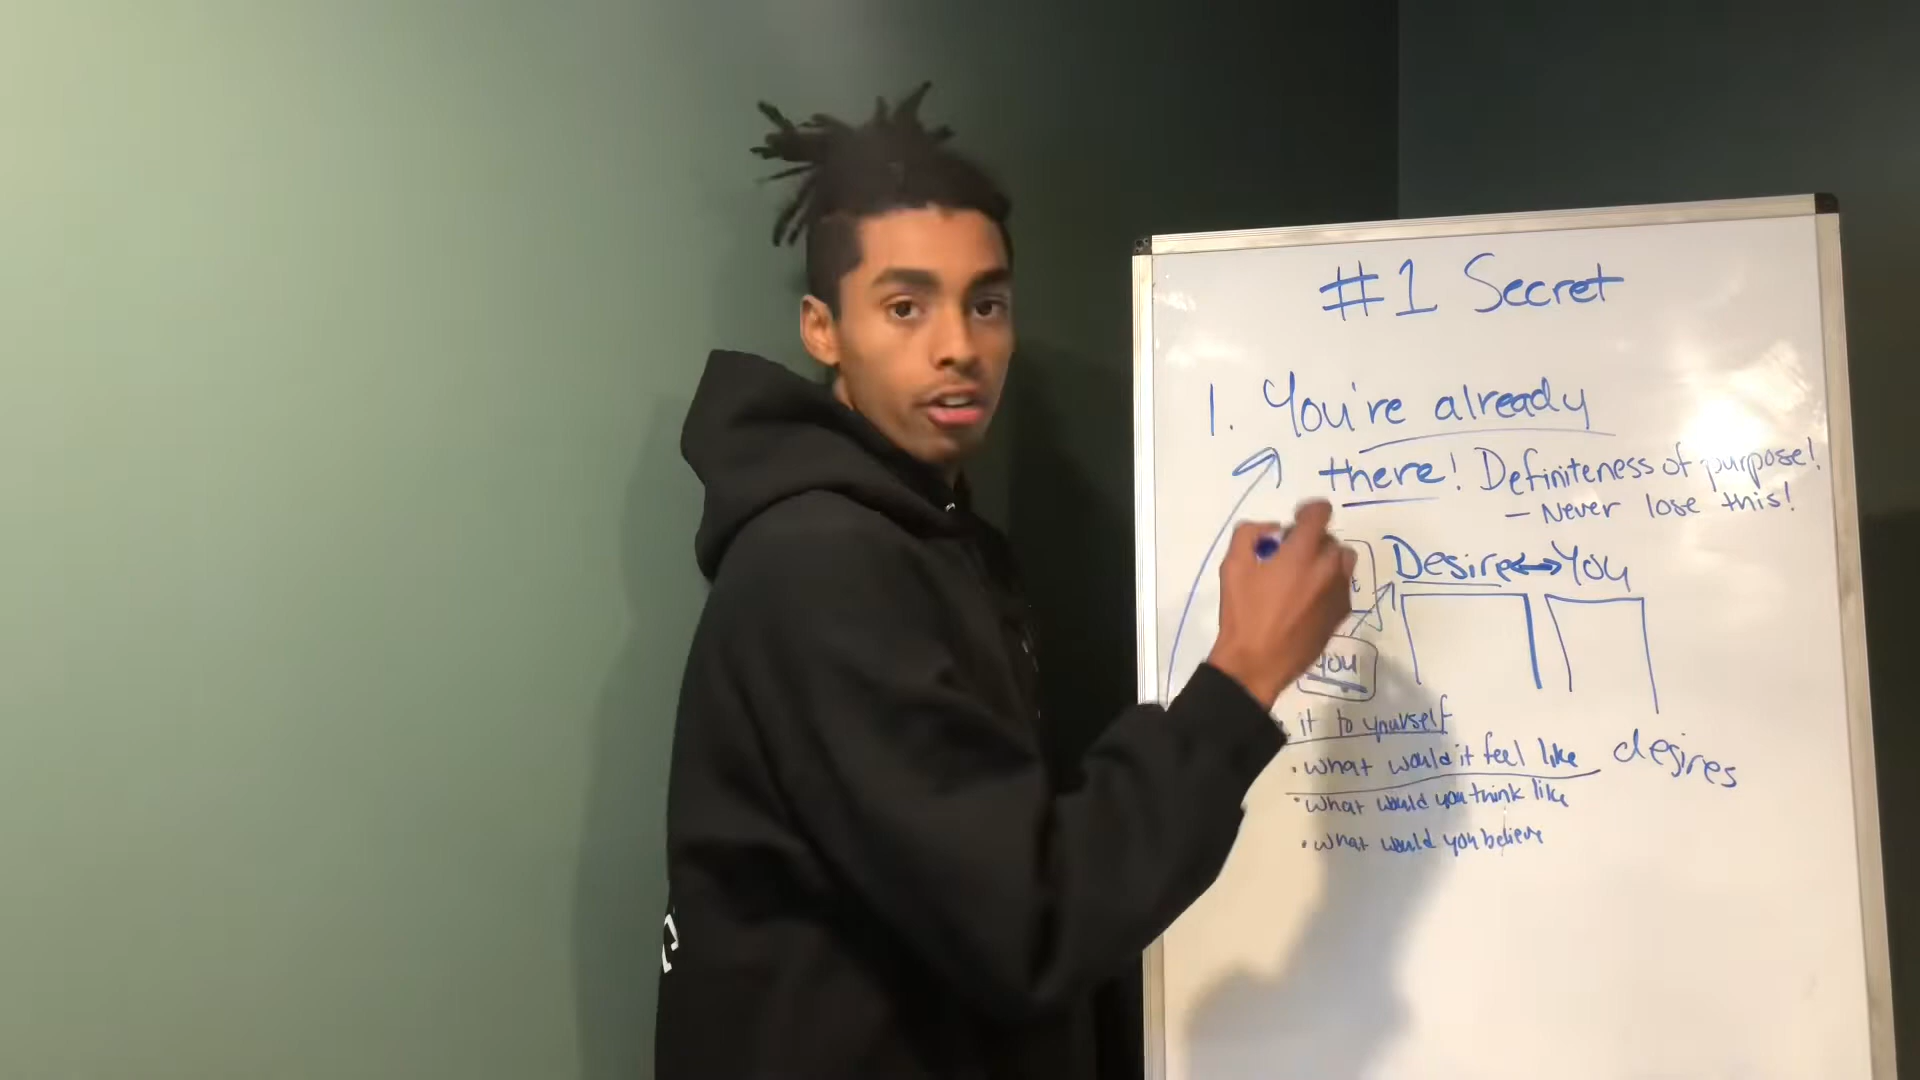 #1 Secret
1. You're already
there! Definiteness of purpose!
- Never lose this!
Desire ↔ You
you
it to yourself
• what would it feel like desires
• what would you think like
• what would you believe